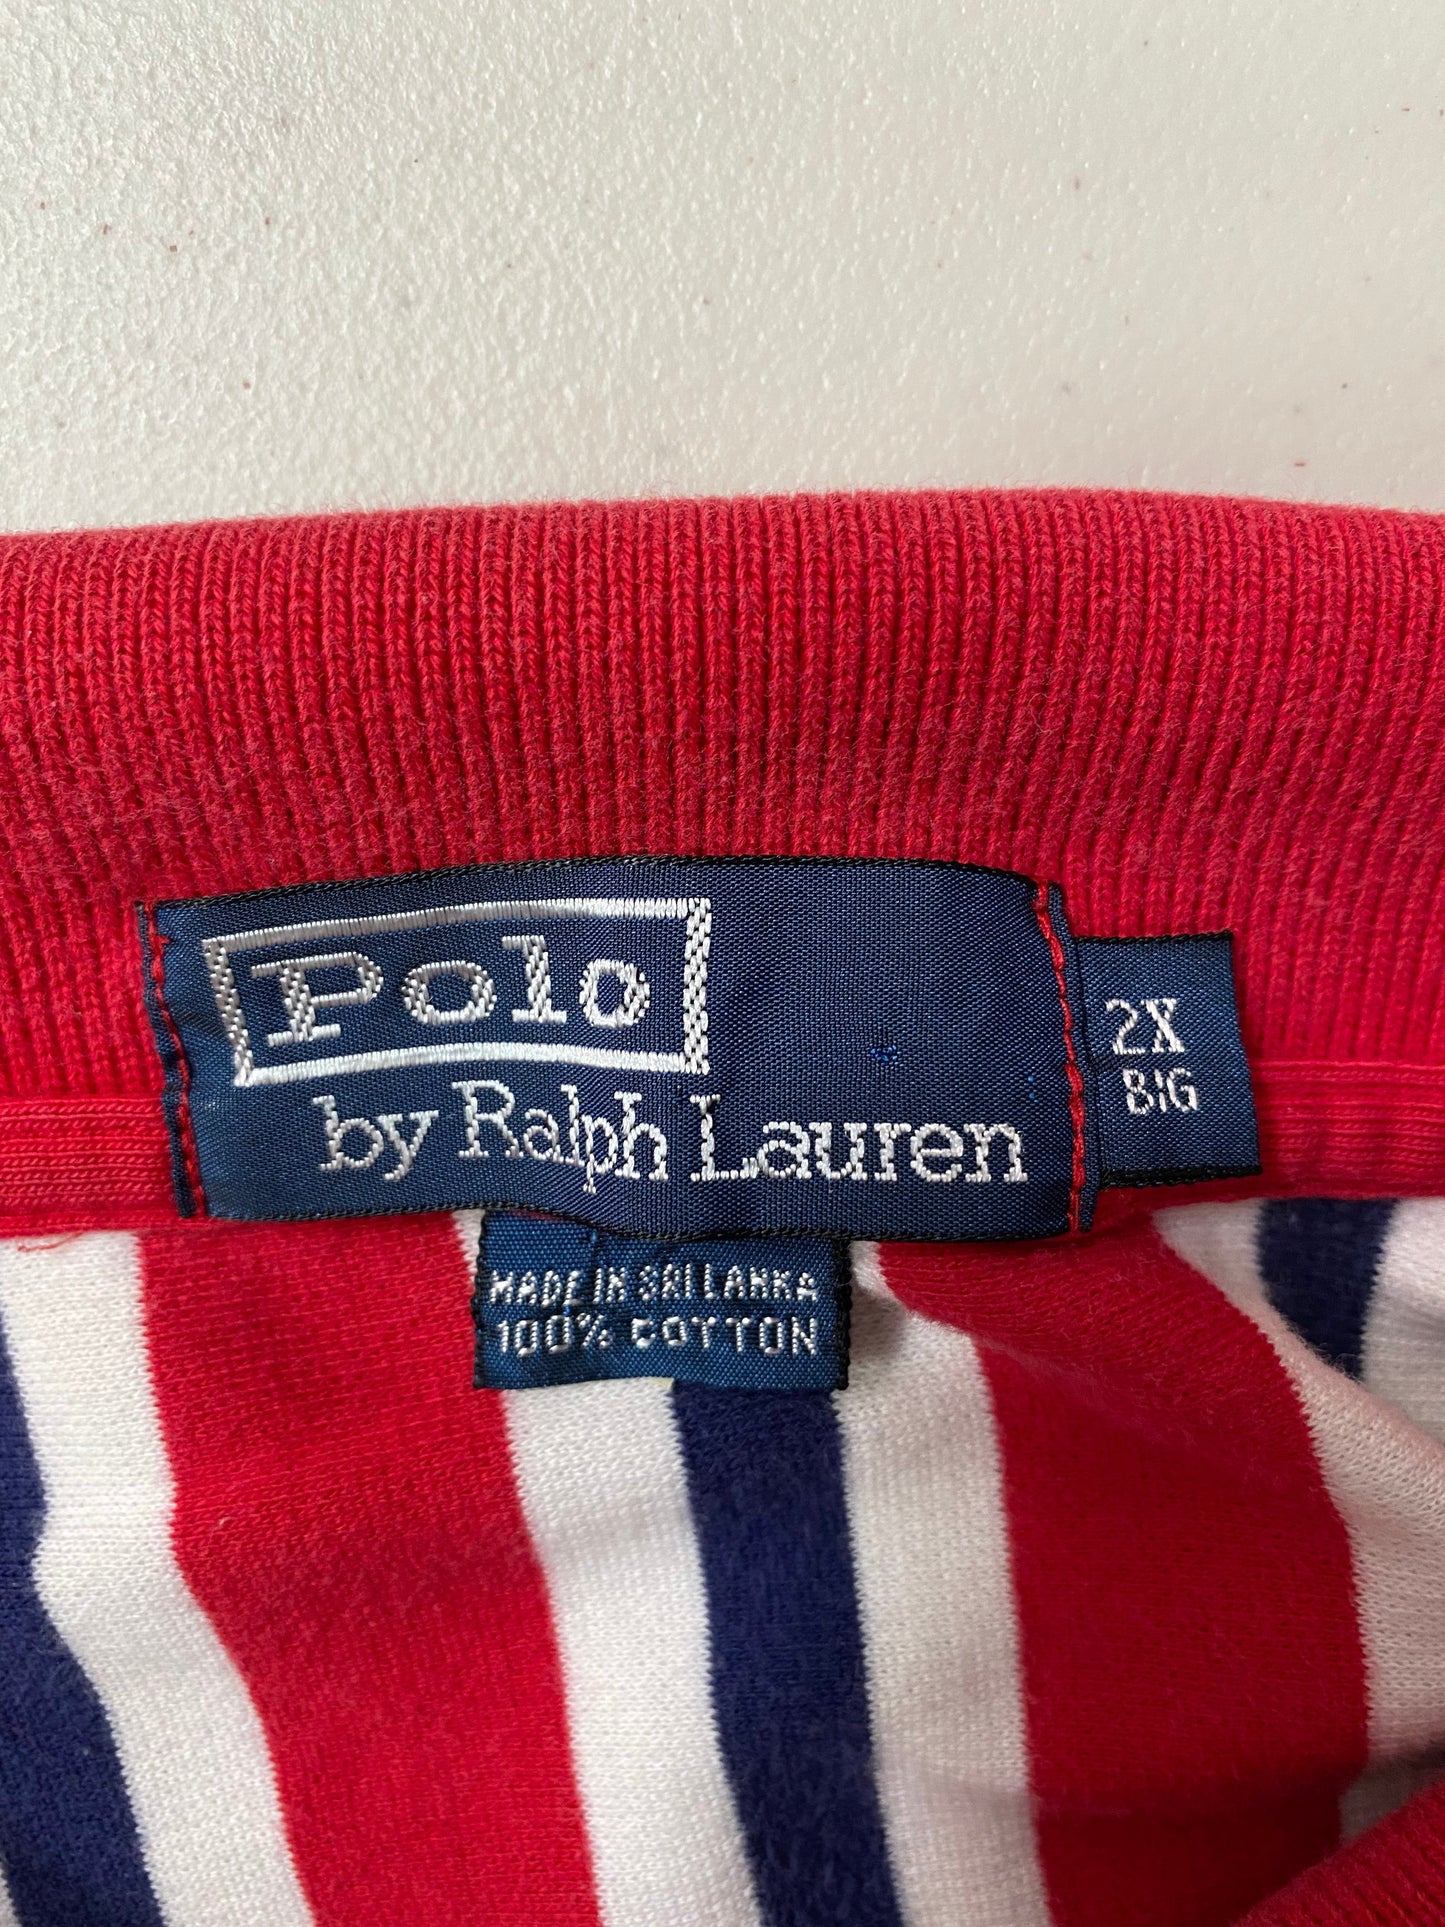 Polo
by Ralph Lauren
2X
BIG
MADE IN SRI LANKA
100% COTTON